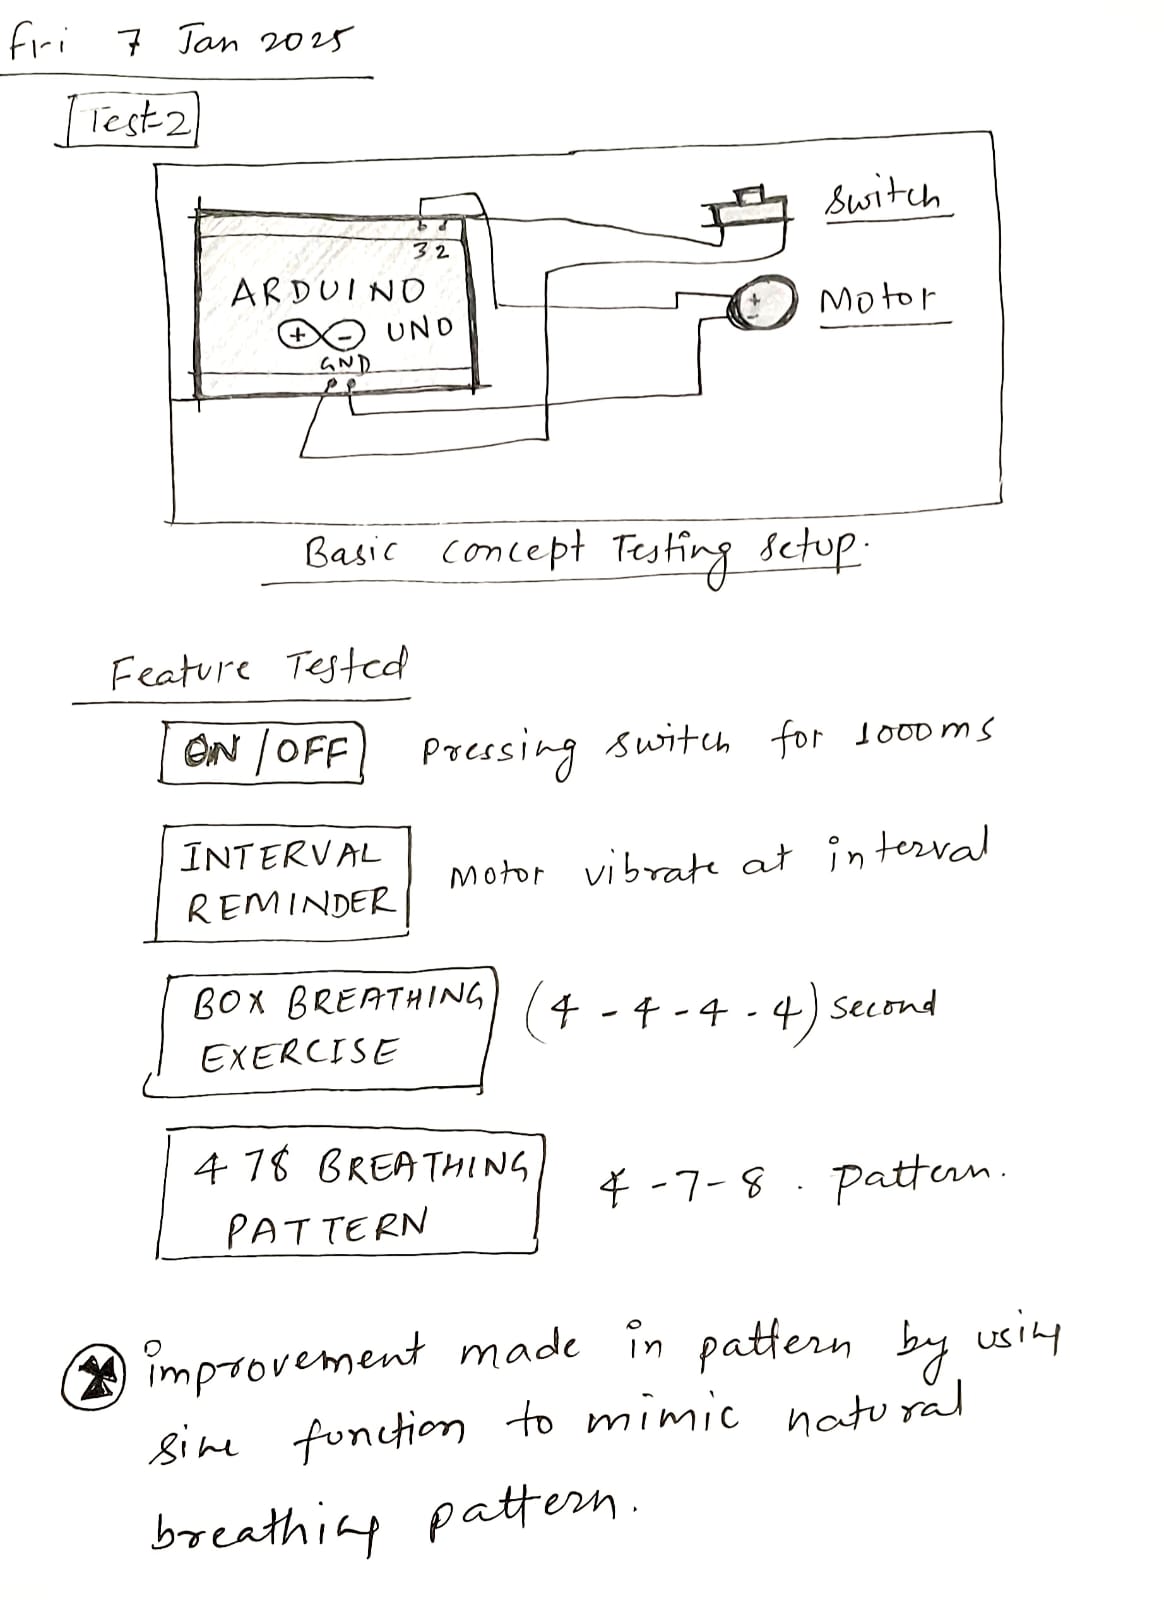 Fri 7 Jan 2025
Test-2
Switch
3 2
ARDUINO
Motor
+ -
+ - UNO
GND
Basic concept Testing setup.
Feature Tested
ON / OFF Pressing switch for 1000ms
INTERVAL
REMINDER Motor vibrate at interval
BOX BREATHING (4-4-4-4) second
EXERCISE
478 BREATHING 4-7-8. pattern.
PATTERN
improvement made in pattern by using
sine function to mimic natural
breathing pattern.